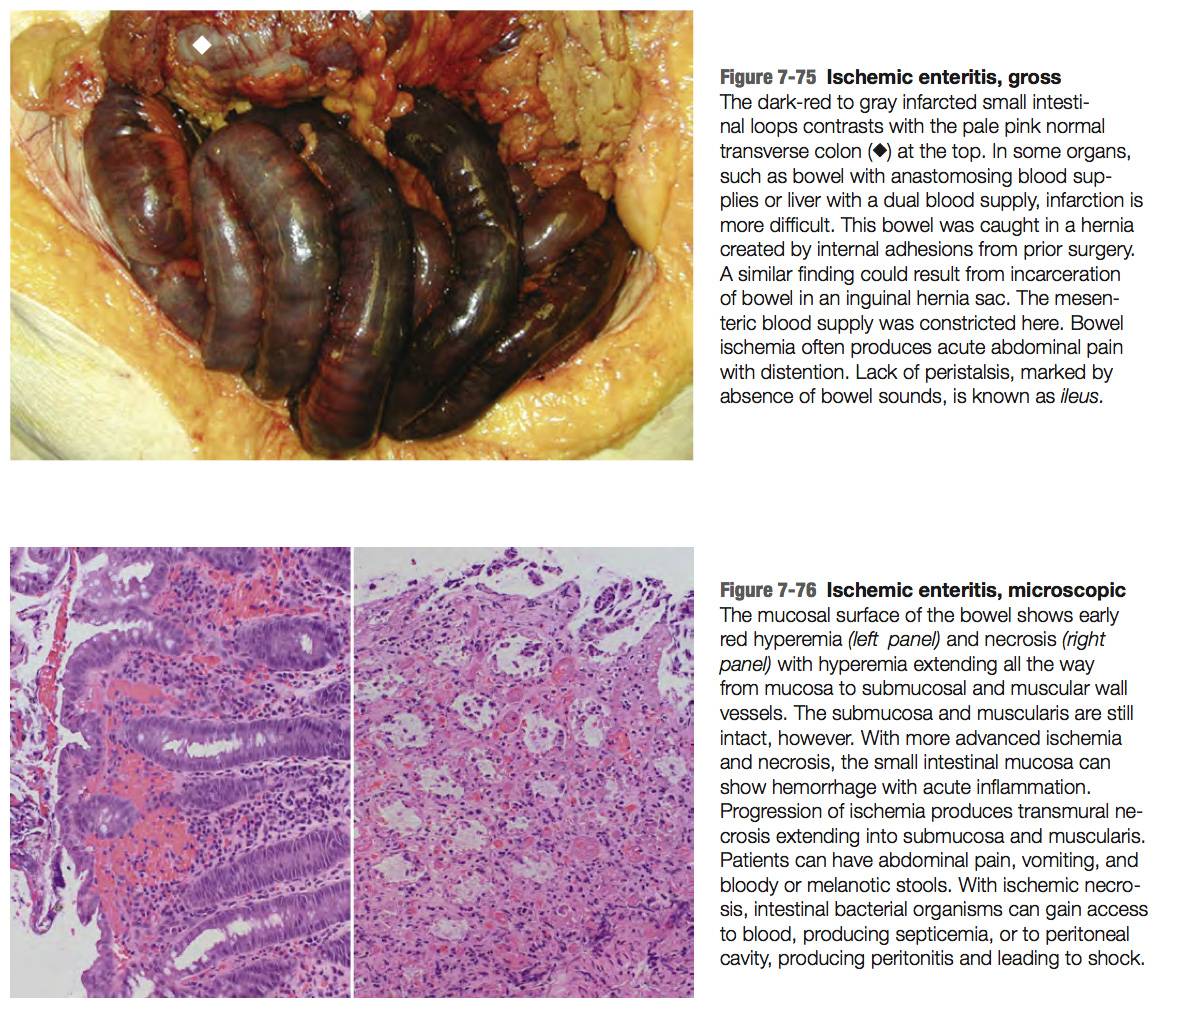 Figure 7-75 Ischemic enteritis, gross
The dark-red to gray infarcted small intesti-
nal loops contrasts with the pale pink normal
transverse colon (◆) at the top. In some organs,
such as bowel with anastomosing blood sup-
plies or liver with a dual blood supply, infarction is
more difficult. This bowel was caught in a hernia
created by internal adhesions from prior surgery.
A similar finding could result from incarceration
of bowel in an inguinal hernia sac. The mesen-
teric blood supply was constricted here. Bowel
ischemia often produces acute abdominal pain
with distention. Lack of peristalsis, marked by
absence of bowel sounds, is known as ileus.
Figure 7-76 Ischemic enteritis, microscopic
The mucosal surface of the bowel shows early
red hyperemia (left panel) and necrosis (right
panel) with hyperemia extending all the way
from mucosa to submucosal and muscular wall
vessels. The submucosa and muscularis are still
intact, however. With more advanced ischemia
and necrosis, the small intestinal mucosa can
show hemorrhage with acute inflammation.
Progression of ischemia produces transmural ne-
crosis extending into submucosa and muscularis.
Patients can have abdominal pain, vomiting, and
bloody or melanotic stools. With ischemic necro-
sis, intestinal bacterial organisms can gain access
to blood, producing septicemia, or to peritoneal
cavity, producing peritonitis and leading to shock.